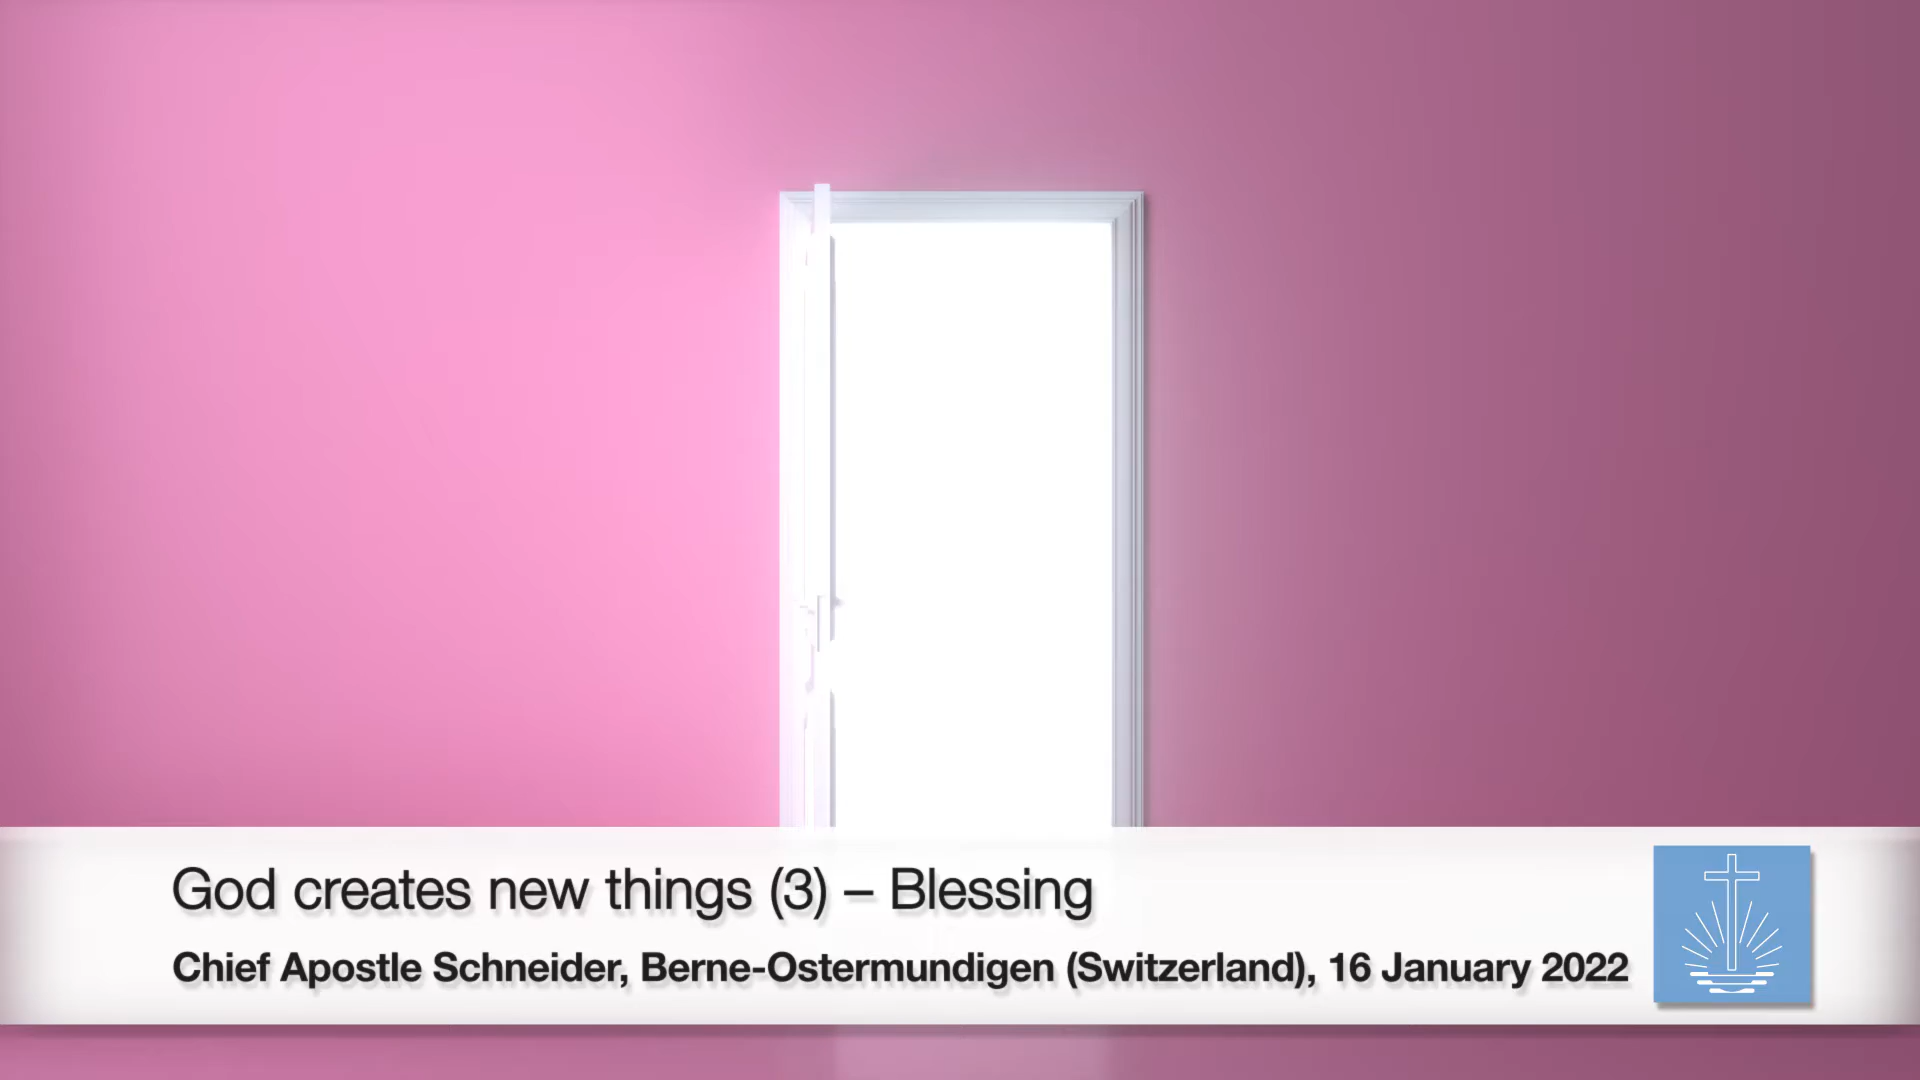 God creates new things (3) – Blessing
Chief Apostle Schneider, Berne-Ostermundigen (Switzerland), 16 January 2022